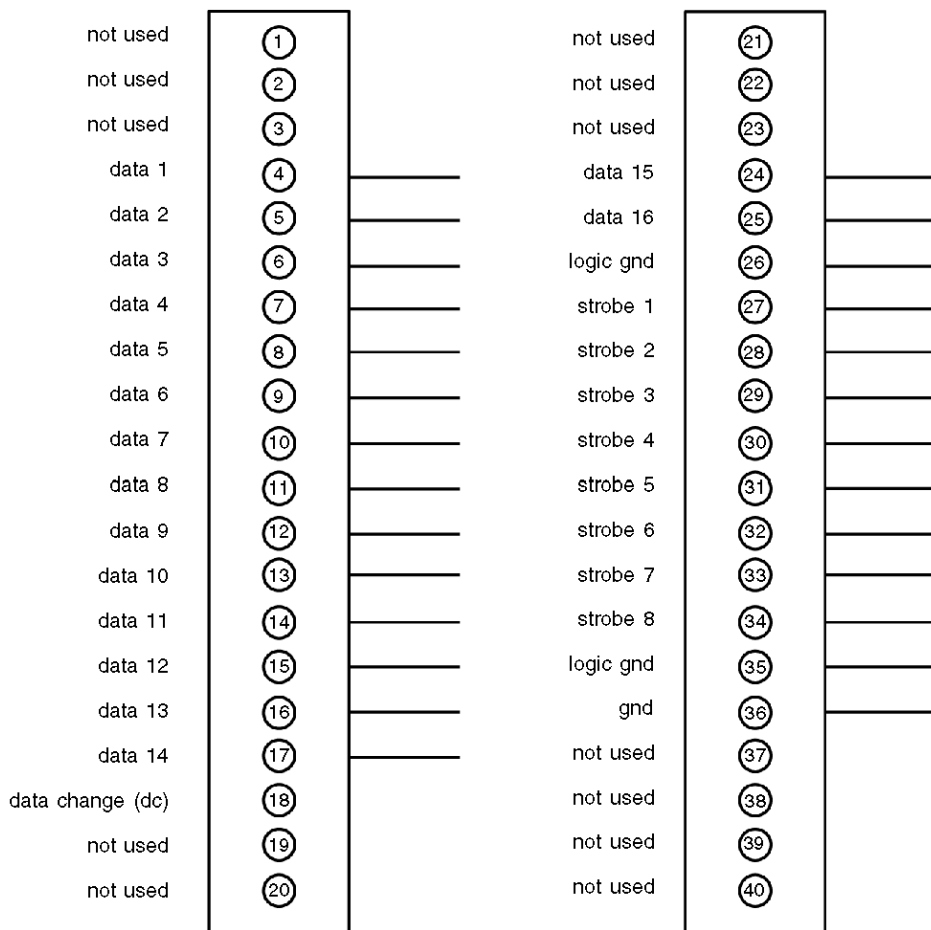 not used 1
not used 2
not used 3
data 1 4
data 2 5
data 3 6
data 4 7
data 5 8
data 6 9
data 7 10
data 8 11
data 9 12
data 10 13
data 11 14
data 12 15
data 13 16
data 14 17
data change (dc) 18
not used 19
not used 20
not used 21
not used 22
not used 23
data 15 24
data 16 25
logic gnd 26
strobe 1 27
strobe 2 28
strobe 3 29
strobe 4 30
strobe 5 31
strobe 6 32
strobe 7 33
strobe 8 34
logic gnd 35
gnd 36
not used 37
not used 38
not used 39
not used 40